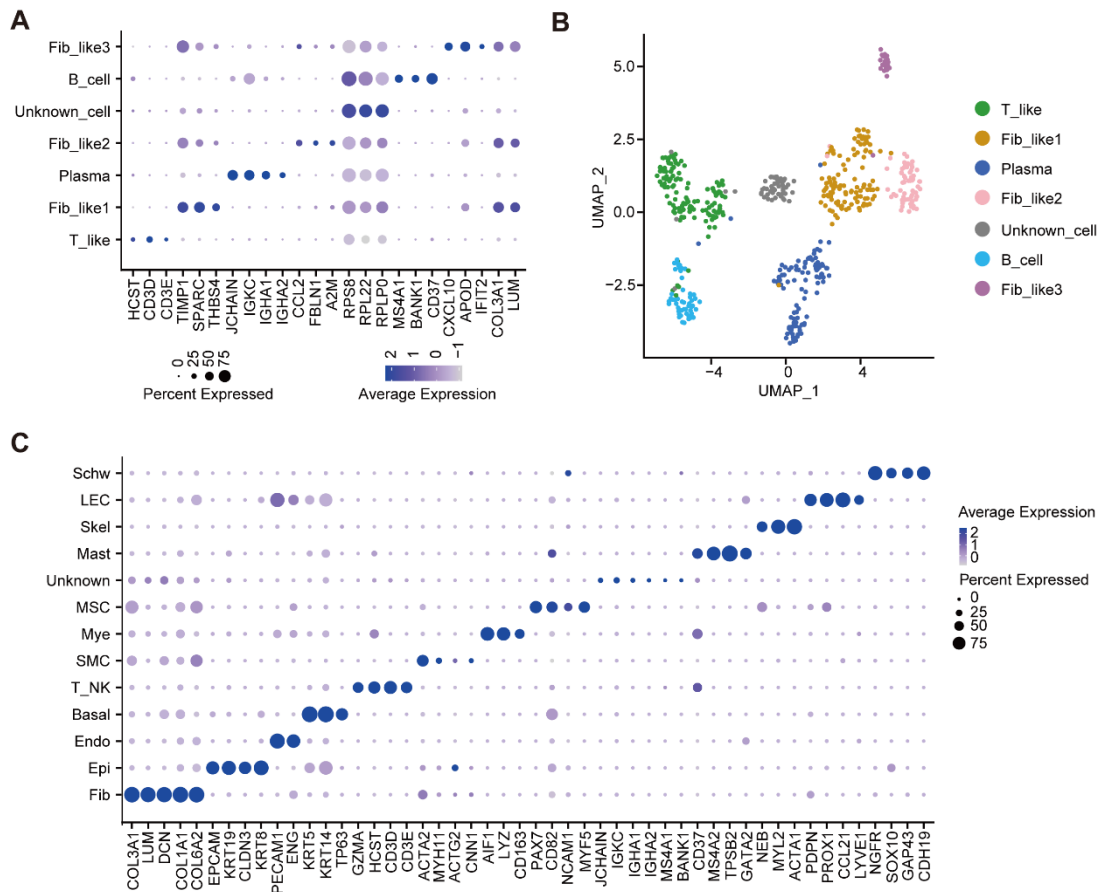 A
Fib_like3
B_cell
Unknown_cell
Fib_like2
Plasma
Fib_like1
T_like
HCST
CD3D
CD3E
TIMP1
SPARC
THBS4
JCHAIN
IGKC
IGHA1
IGHA2
CCL2
FBLN1
A2M
RPS8
RPL22
RPLP0
MS4A1
BANK1
CD37
CXCL10
APOD
IFIT2
COL3A1
LUM
0
25
50
75
Percent Expressed
2
1
0
−1
Average Expression
B
5.0
2.5
0.0
−2.5
UMAP_2
−4
0
4
UMAP_1
T_like
Fib_like1
Plasma
Fib_like2
Unknown_cell
B_cell
Fib_like3
C
Schw
LEC
Skel
Mast
Unknown
MSC
Mye
SMC
T_NK
Basal
Endo
Epi
Fib
COL3A1
LUM
DCN
COL1A1
COL6A2
EPCAM
KRT19
CLDN3
KRT8
PECAM1
ENG
KRT5
KRT14
TP63
GZMA
HCST
CD3D
CD3E
ACTA2
MYH11
ACTG2
CNN1
AIF1
LYZ
CD163
PAX7
CD82
NCAM1
MYF5
JCHAIN
IGKC
IGHA1
IGHA2
MS4A1
BANK1
CD37
MS4A2
TPSB2
GATA2
NEB
MYL2
ACTA1
PDPN
PROX1
CCL21
LYVE1
NGFR
SOX10
GAP43
CDH19
Average Expression
2
1
0
Percent Expressed
0
25
50
75